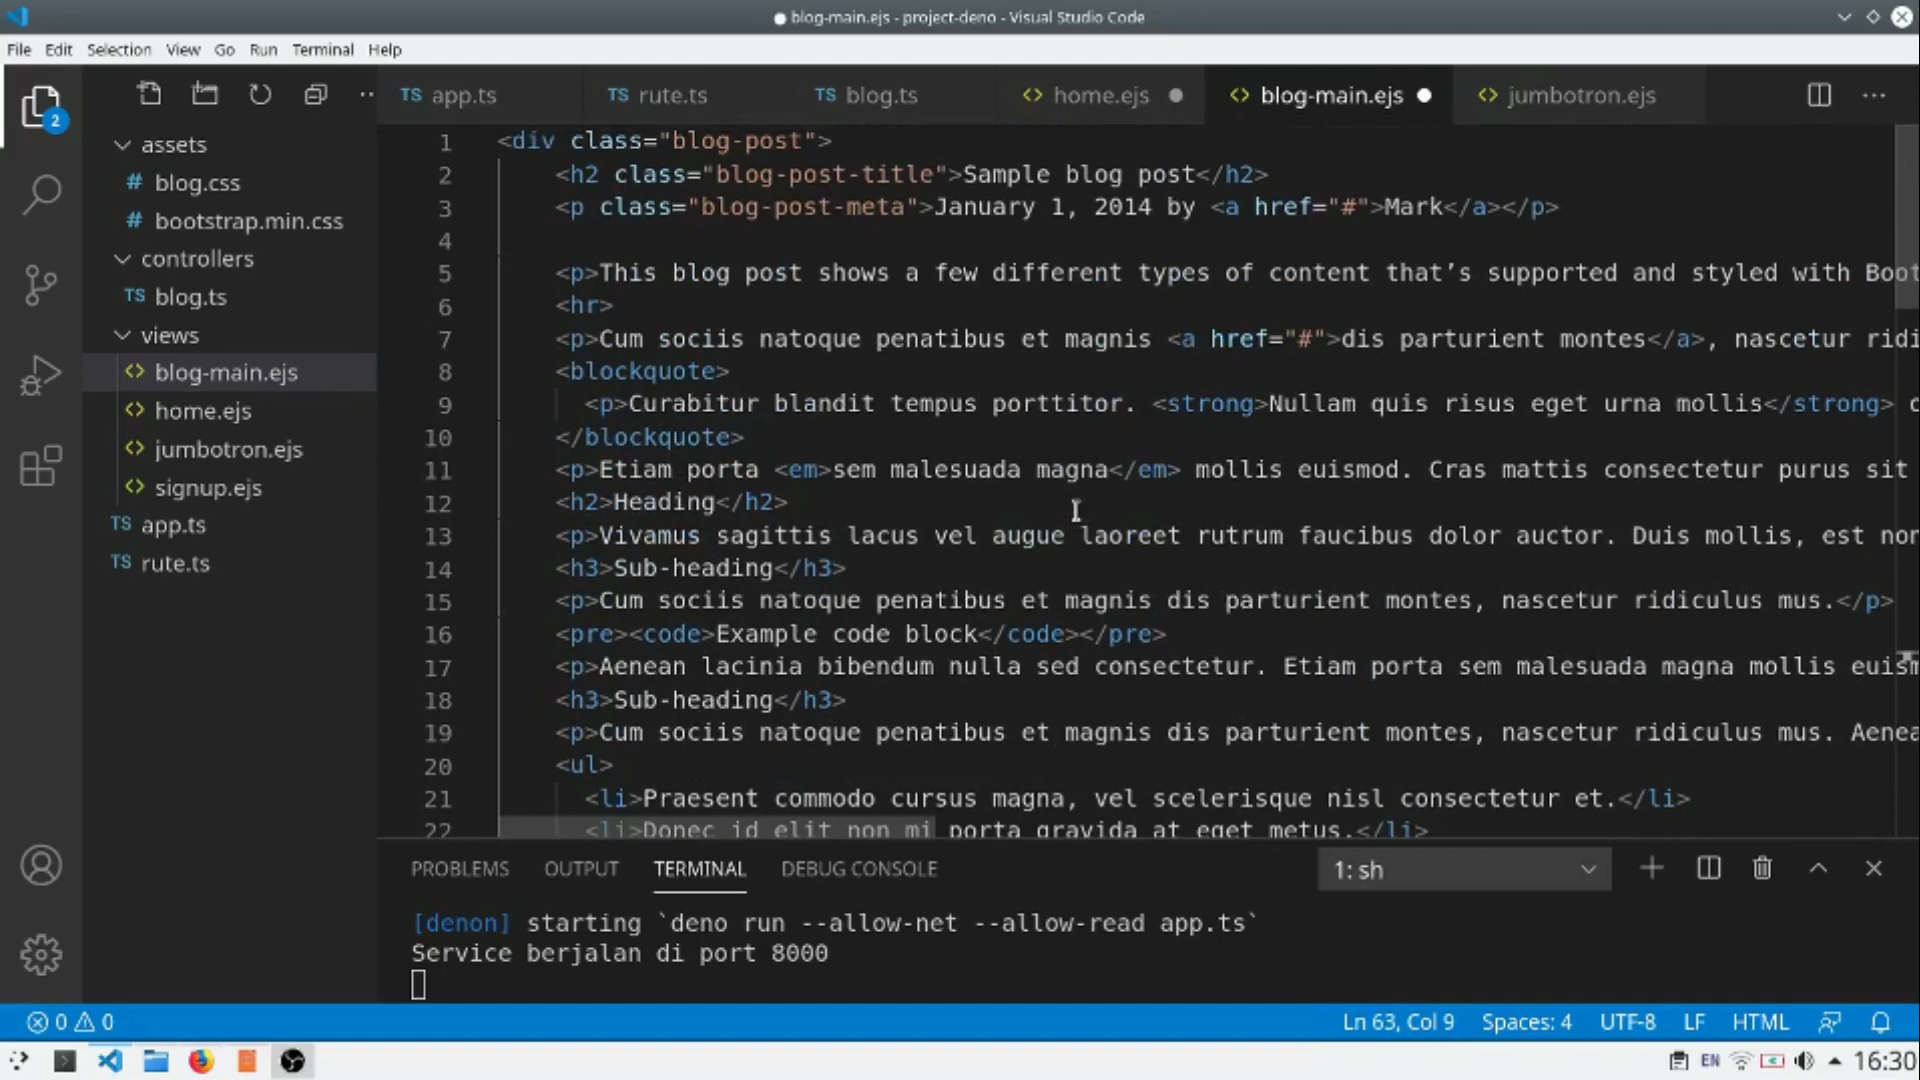 blog-main.ejs - project-deno - Visual Studio Code
File Edit Selection View Go Run Terminal Help
2
assets
# blog.css
# bootstrap.min.css
controllers
TS blog.ts
views
<> blog-main.ejs
<> home.ejs
<> jumbotron.ejs
<> signup.ejs
TS app.ts
TS rute.ts
TS app.ts TS rute.ts TS blog.ts <> home.ejs <> blog-main.ejs <> jumbotron.ejs
1 <div class="blog-post">
2 <h2 class="blog-post-title">Sample blog post</h2>
3 <p class="blog-post-meta">January 1, 2014 by <a href="#">Mark</a></p>
4
5 <p>This blog post shows a few different types of content that’s supported and styled with Boot
6 <hr>
7 <p>Cum sociis natoque penatibus et magnis <a href="#">dis parturient montes</a>, nascetur ridi
8 <blockquote>
9 <p>Curabitur blandit tempus porttitor. <strong>Nullam quis risus eget urna mollis</strong> c
10 </blockquote>
11 <p>Etiam porta <em>sem malesuada magna</em> mollis euismod. Cras mattis consectetur purus sit
12 <h2>Heading</h2>
13 <p>Vivamus sagittis lacus vel augue laoreet rutrum faucibus dolor auctor. Duis mollis, est non
14 <h3>Sub-heading</h3>
15 <p>Cum sociis natoque penatibus et magnis dis parturient montes, nascetur ridiculus mus.</p>
16 <pre><code>Example code block</code></pre>
17 <p>Aenean lacinia bibendum nulla sed consectetur. Etiam porta sem malesuada magna mollis euism
18 <h3>Sub-heading</h3>
19 <p>Cum sociis natoque penatibus et magnis dis parturient montes, nascetur ridiculus mus. Aenea
20 <ul>
21 <li>Praesent commodo cursus magna, vel scelerisque nisl consectetur et.</li>
22 <li>Donec id elit non mi porta gravida at eget metus.</li>
PROBLEMS OUTPUT TERMINAL DEBUG CONSOLE 1: sh
[denon] starting `deno run --allow-net --allow-read app.ts`
Service berjalan di port 8000
0 0 Ln 63, Col 9 Spaces: 4 UTF-8 LF HTML
EN 16:30